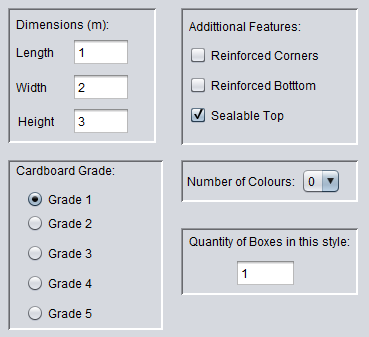 Dimensions (m):
Length 1
Width 2
Height 3
Additional Features:
Reinforced Corners
Reinforced Botttom
Sealable Top
Cardboard Grade:
Grade 1
Grade 2
Grade 3
Grade 4
Grade 5
Number of Colours: 0
Quantity of Boxes in this style:
1